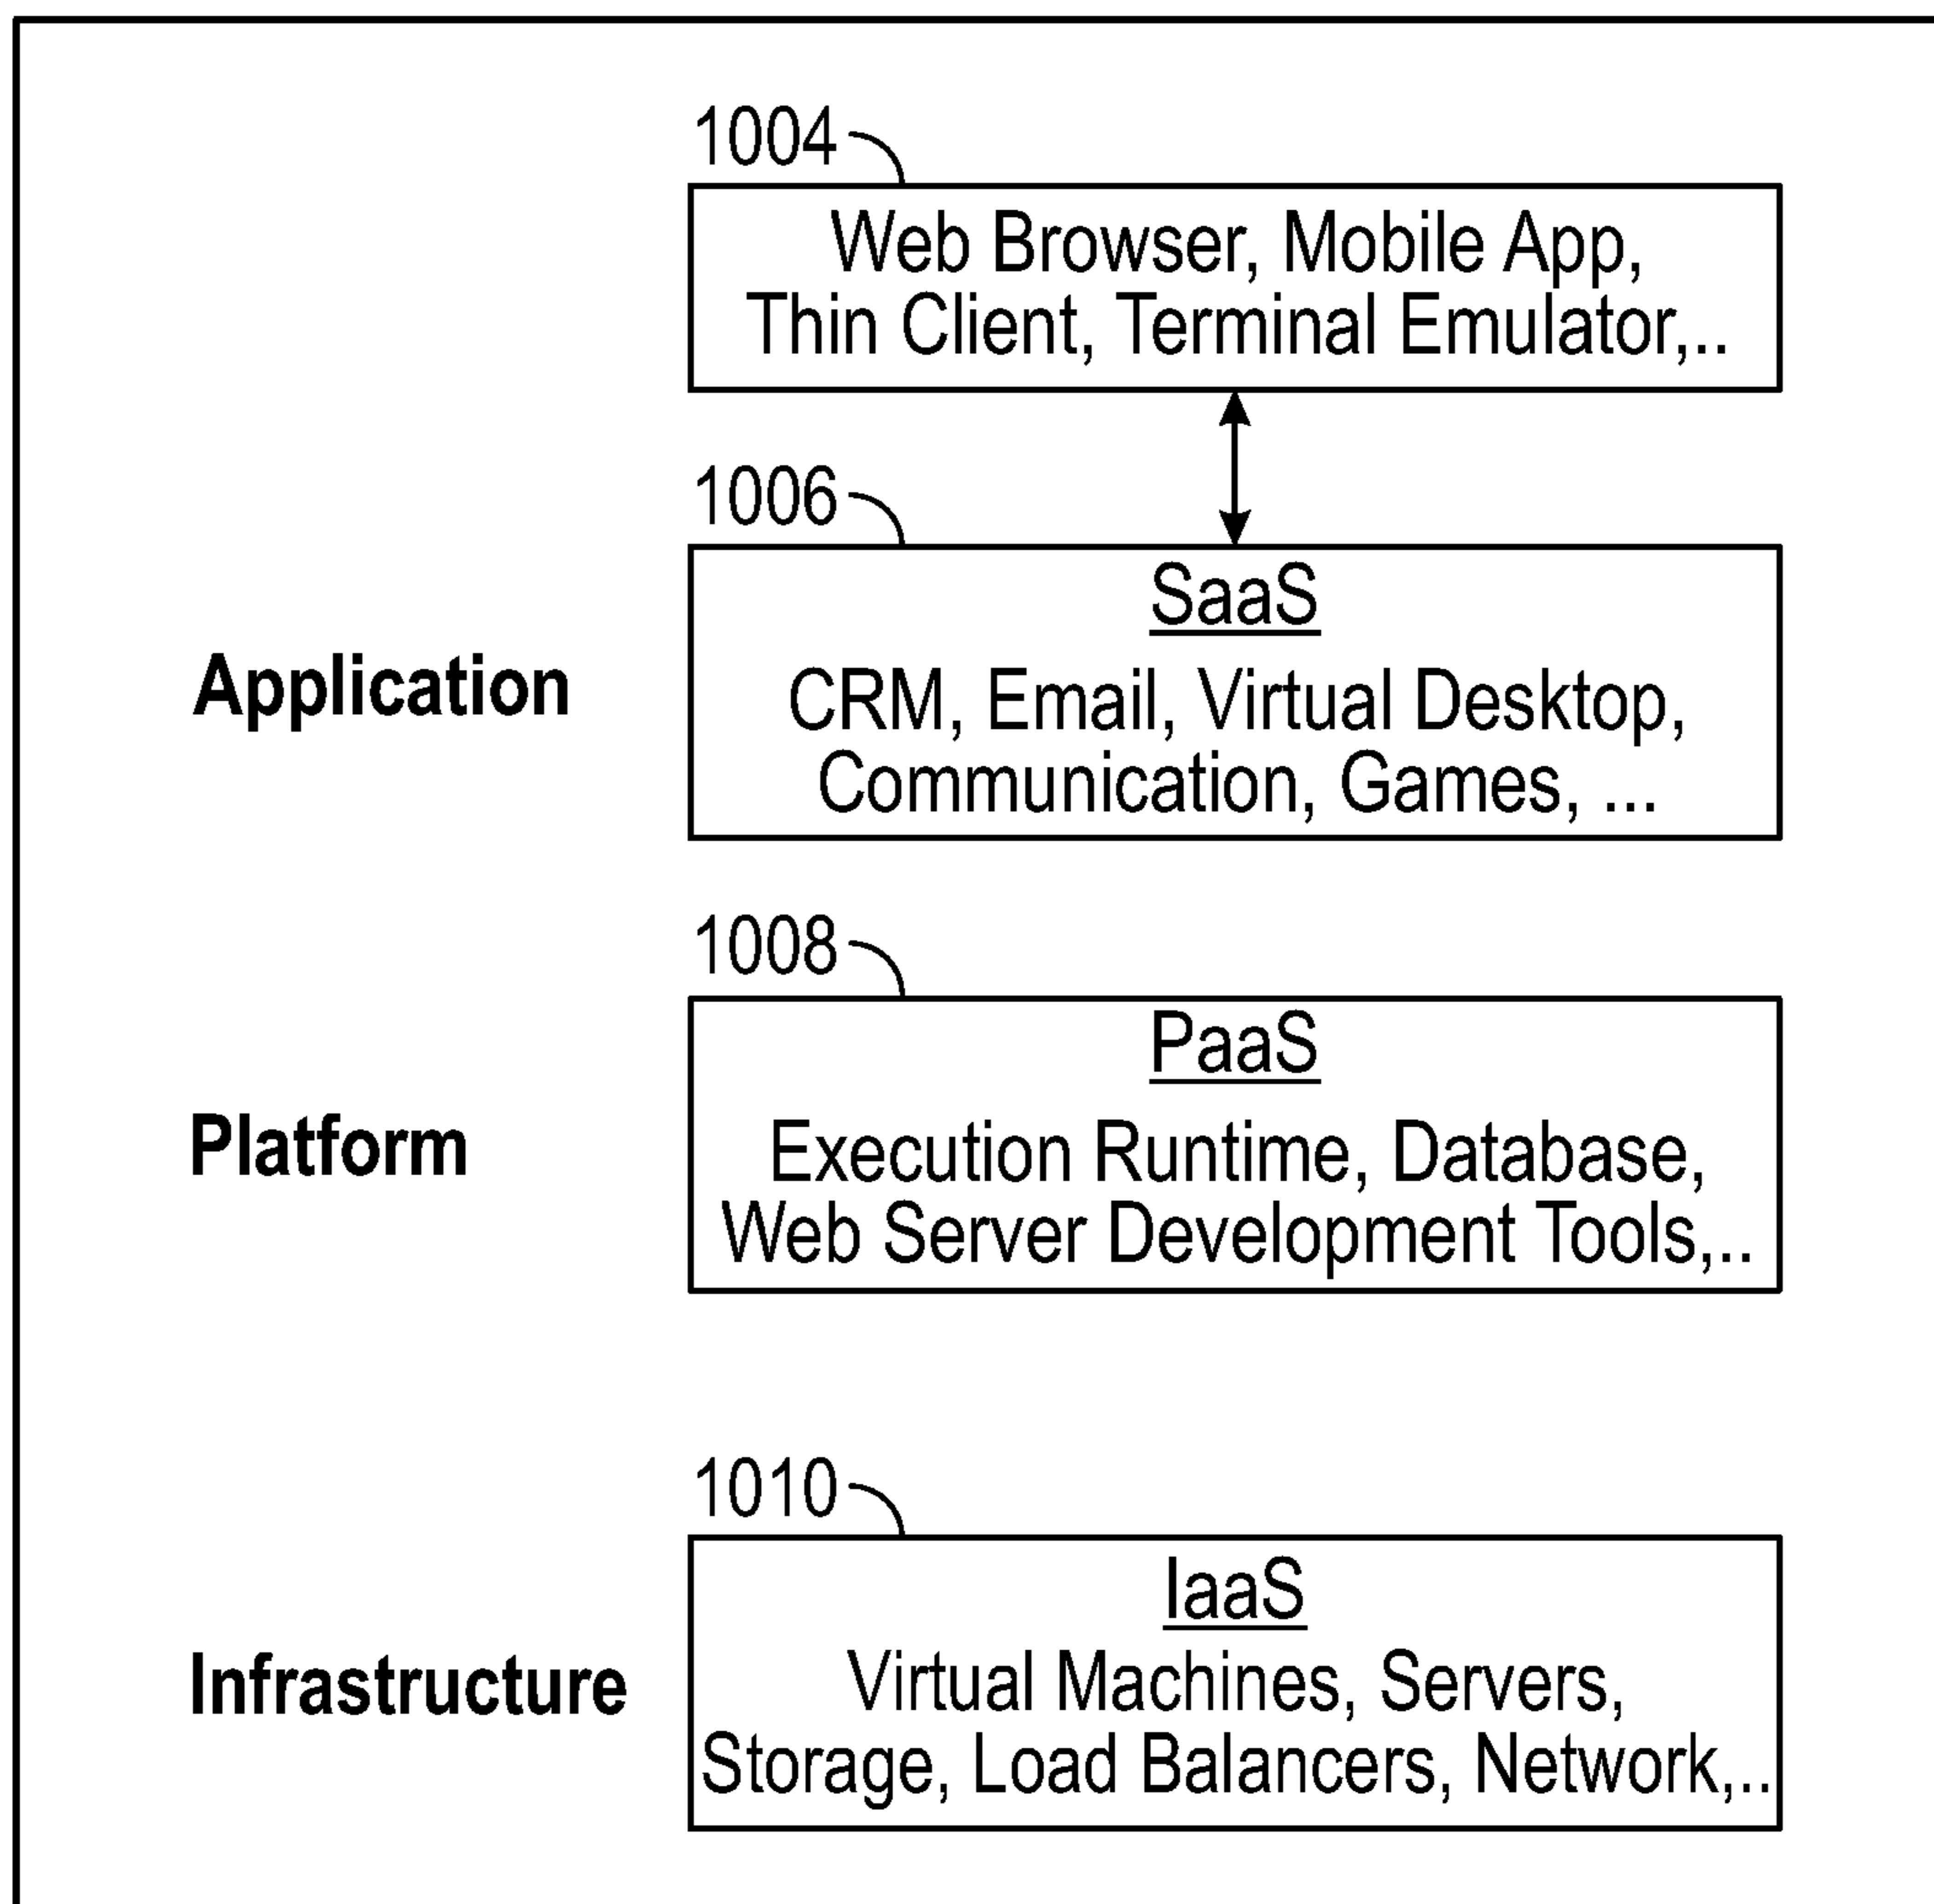 1004
Web Browser, Mobile App,
Thin Client, Terminal Emulator,..
1006
SaaS
Application
CRM, Email, Virtual Desktop,
Communication, Games, ...
1008
PaaS
Platform
Execution Runtime, Database,
Web Server Development Tools,..
1010
IaaS
Infrastructure
Virtual Machines, Servers,
Storage, Load Balancers, Network,..